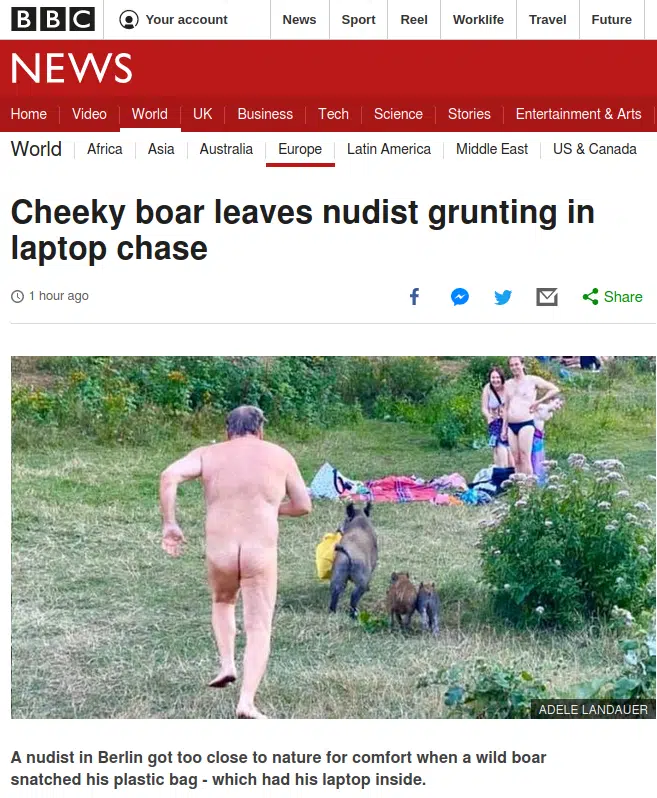 BBC Your account News Sport Reel Worklife Travel Future
NEWS
Home Video World UK Business Tech Science Stories Entertainment & Arts
World Africa Asia Australia Europe Latin America Middle East US & Canada
Cheeky boar leaves nudist grunting in
laptop chase
1 hour ago Share
ADELE LANDAUER
A nudist in Berlin got too close to nature for comfort when a wild boar
snatched his plastic bag - which had his laptop inside.